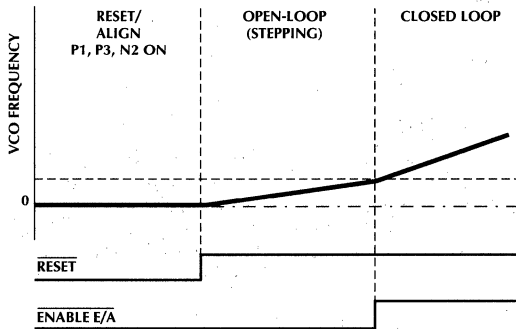 RESET/
ALIGN
P1, P3, N2 ON
OPEN-LOOP
(STEPPING)
CLOSED LOOP
VCO FREQUENCY
0
RESET
ENABLE E/A